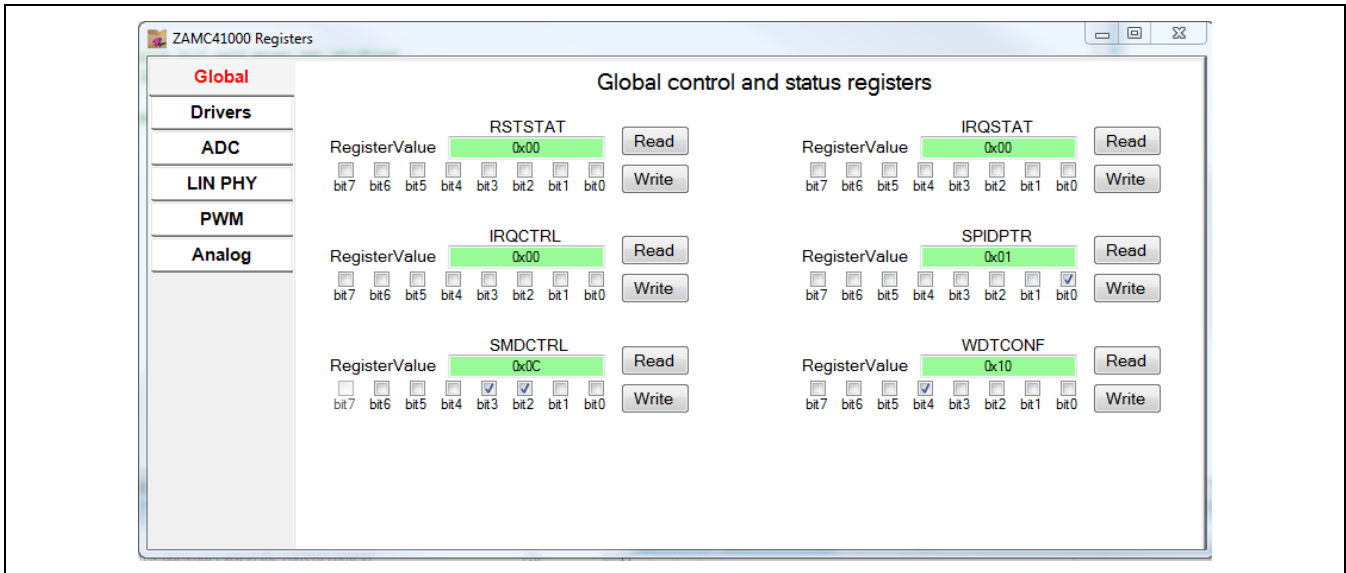 ZAMC41000 Registers
Global
Drivers
ADC
LIN PHY
PWM
Analog
Global control and status registers
RSTSTAT
RegisterValue 0x00 Read
bit7 bit6 bit5 bit4 bit3 bit2 bit1 bit0 Write
IRQSTAT
RegisterValue 0x00 Read
bit7 bit6 bit5 bit4 bit3 bit2 bit1 bit0 Write
IRQCTRL
RegisterValue 0x00 Read
bit7 bit6 bit5 bit4 bit3 bit2 bit1 bit0 Write
SPIDPTR
RegisterValue 0x01 Read
bit7 bit6 bit5 bit4 bit3 bit2 bit1 bit0 Write
SMDCTRL
RegisterValue 0x0C Read
bit7 bit6 bit5 bit4 bit3 bit2 bit1 bit0 Write
WDTCONF
RegisterValue 0x10 Read
bit7 bit6 bit5 bit4 bit3 bit2 bit1 bit0 Write